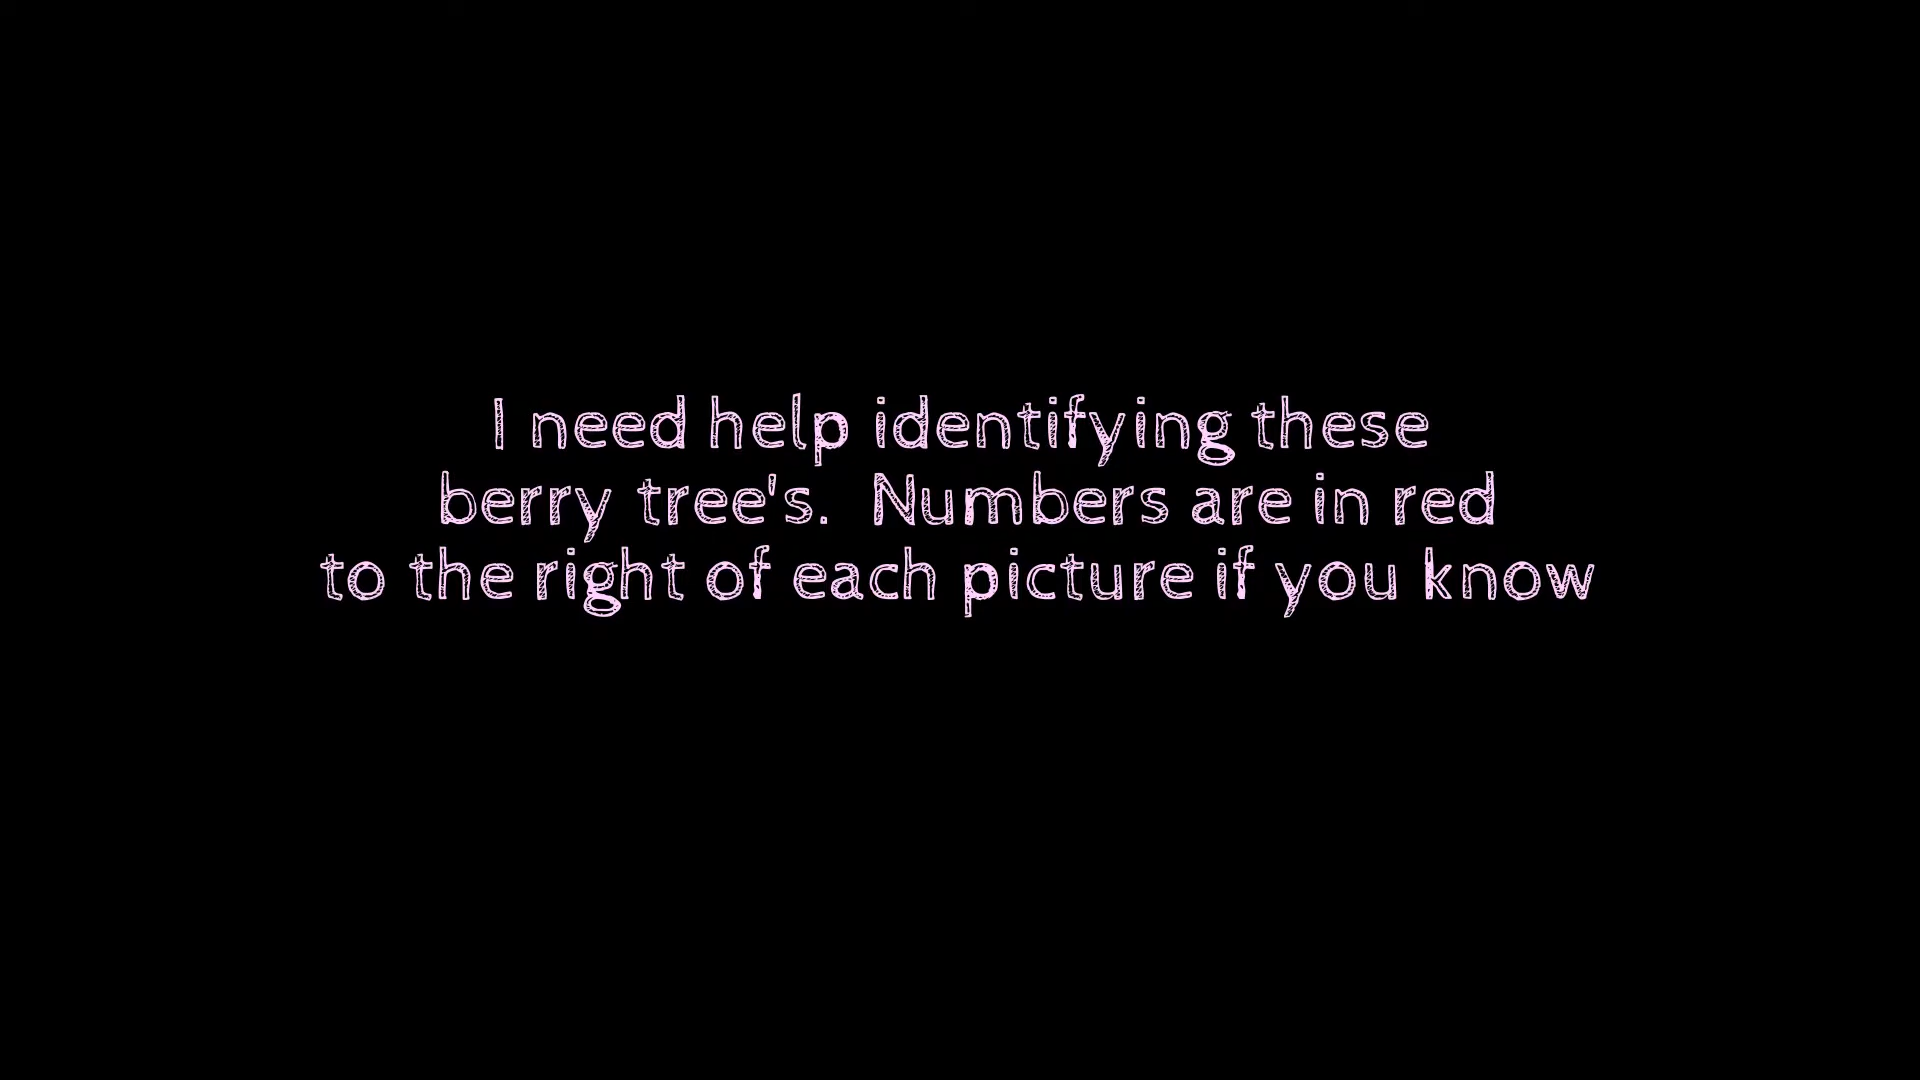 I need help identifying these
berry tree's.  Numbers are in red
to the right of each picture if you know